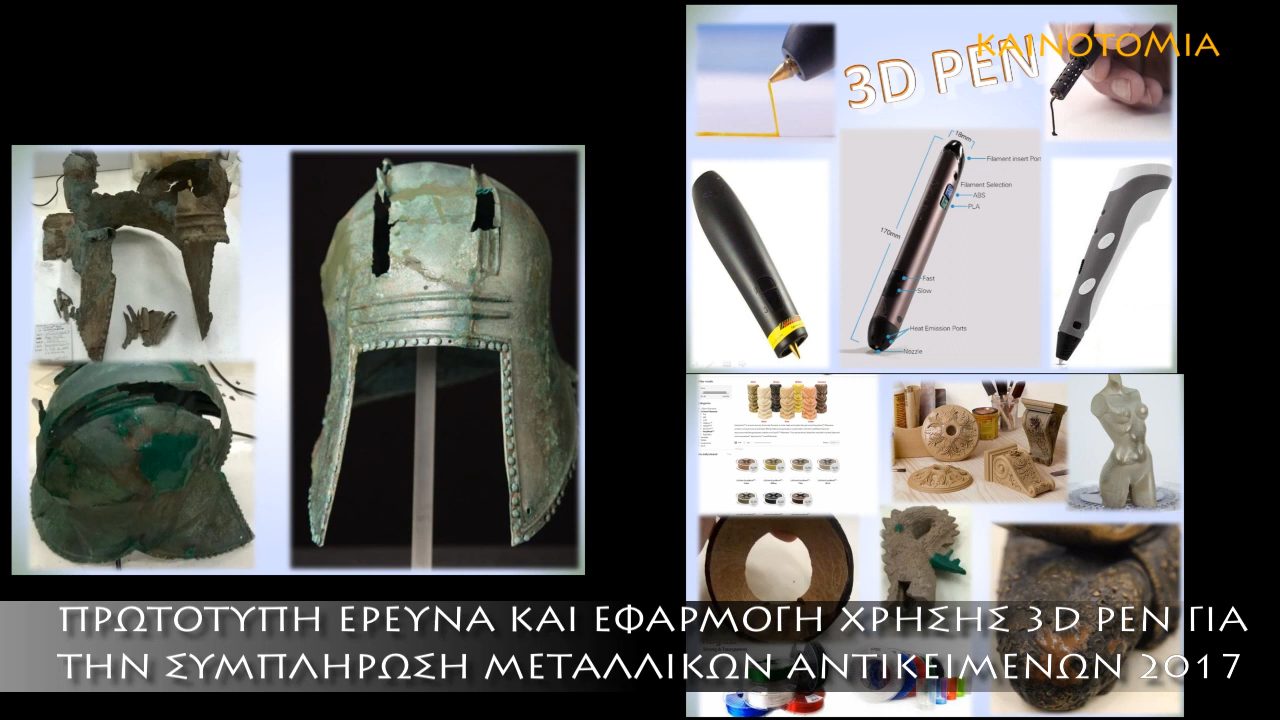 ΚΑΙΝΟΤΟΜΙΑ
3D PEN
18mm
Filament insert Port
Filament Selection
ABS
PLA
170mm
Fast
Slow
Heat Emission Ports
Nozzle
ΠΡΩΤΟΤΥΠΗ ΕΡΕΥΝΑ ΚΑΙ ΕΦΑΡΜΟΓΗ ΧΡΗΣΗΣ 3D PEN ΓΙΑ
ΤΗΝ ΣΥΜΠΛΗΡΩΣΗ ΜΕΤΑΛΛΙΚΩΝ ΑΝΤΙΚΕΙΜΕΝΩΝ 2017